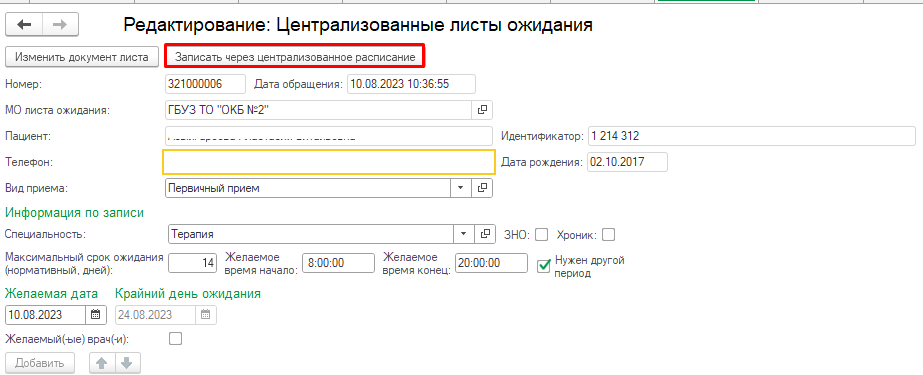 Редактирование: Централизованные листы ожидания
Изменить документ листа Записать через централизованное расписание
Номер: 321000006 Дата обращения: 10.08.2023 10:36:55
МО листа ожидания: ГБУЗ ТО "ОКБ №2"
Пациент: Идентификатор: 1 214 312
Телефон: Дата рождения: 02.10.2017
Вид приема: Первичный прием
Информация по записи
Специальность: Терапия ЗНО: Хроник:
Максимальный срок ожидания (нормативный, дней): 14 Желаемое время начало: 8:00:00 Желаемое время конец: 20:00:00 Нужен другой период
Желаемая дата Крайний день ожидания
10.08.2023 24.08.2023
Желаемый(-ые) врач(-и):
Добавить